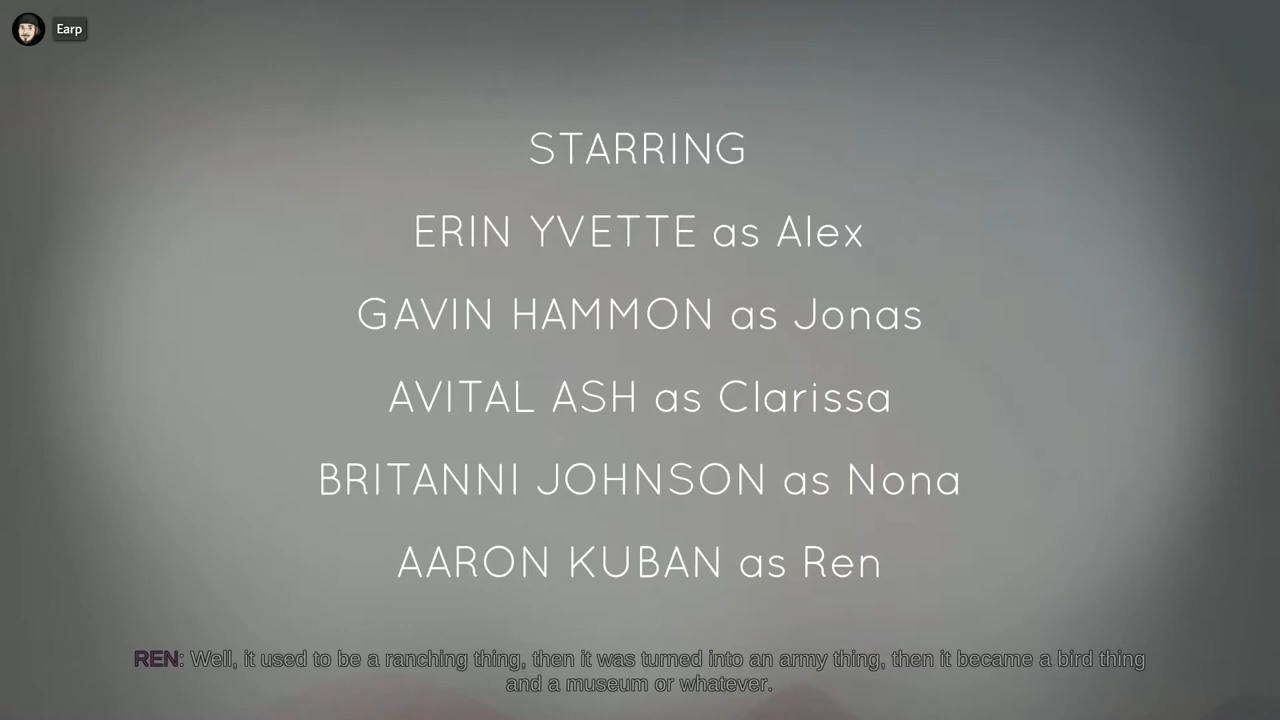 Earp
STARRING
ERIN YVETTE as Alex
GAVIN HAMMON as Jonas
AVITAL ASH as Clarissa
BRITANNI JOHNSON as Nona
AARON KUBAN as Ren
REN: Well, it used to be a ranching thing, then it was turned into an army thing, then it became a bird thing
and a museum or whatever.